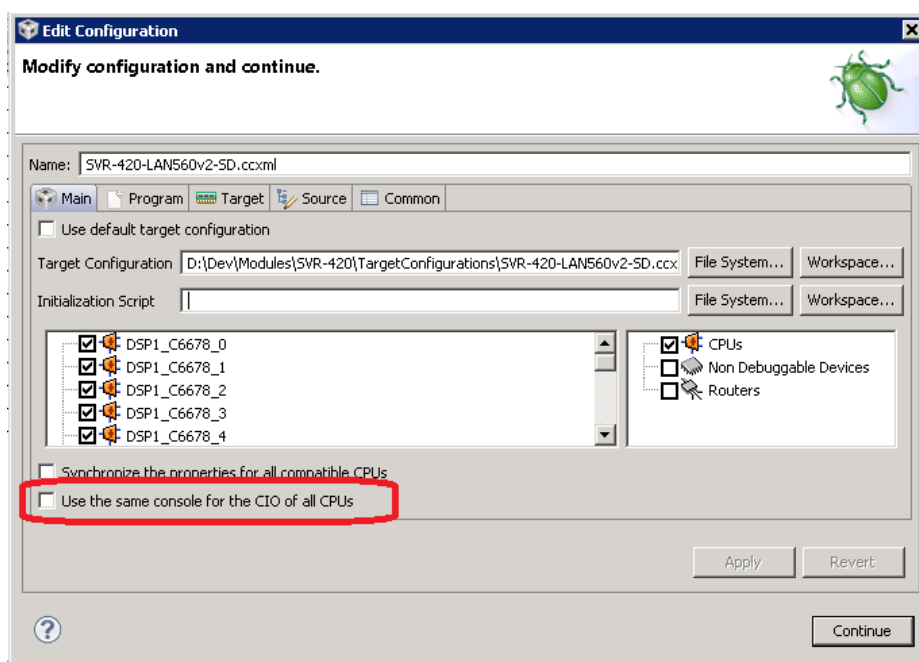 Edit Configuration
Modify configuration and continue.
Name: SVR-420-LAN560v2-SD.ccxml
Main Program Target Source Common
Use default target configuration
Target Configuration D:\Dev\Modules\SVR-420\TargetConfigurations\SVR-420-LAN560v2-SD.ccx File System... Workspace...
Initialization Script File System... Workspace...
DSP1_C6678_0 CPUs
DSP1_C6678_1 Non Debuggable Devices
DSP1_C6678_2 Routers
DSP1_C6678_3
DSP1_C6678_4
Synchronize the properties for all compatible CPUs
Use the same console for the CIO of all CPUs
Apply Revert
? Continue